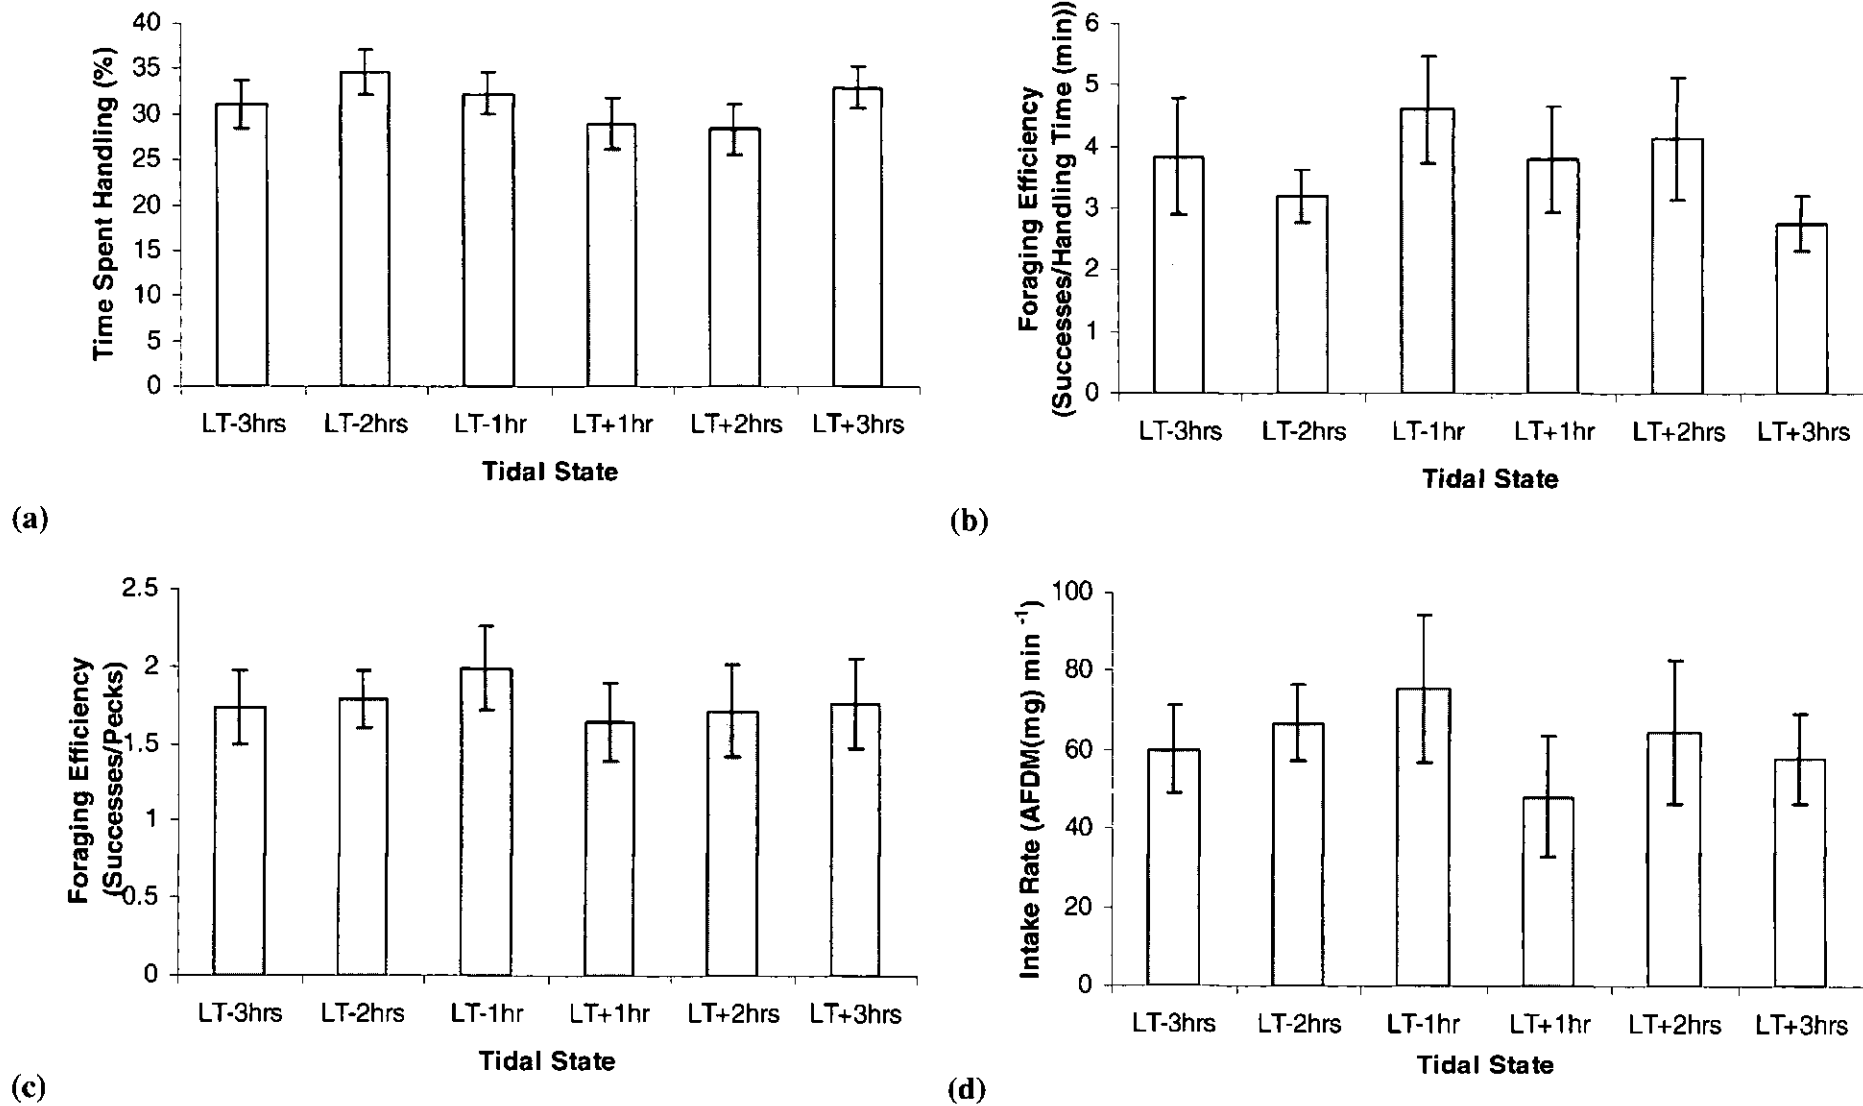 40
35
30
25
20
15
10
5
0
Time Spent Handling (%)
LT-3hrs LT-2hrs LT-1hr LT+1hr LT+2hrs LT+3hrs
Tidal State
(a)
6
5
4
3
2
1
0
Foraging Efficiency
(Successes/Handling Time (min))
LT-3hrs LT-2hrs LT-1hr LT+1hr LT+2hrs LT+3hrs
Tidal State
(b)
2.5
2
1.5
1
0.5
0
Foraging Efficiency
(Successes/Pecks)
LT-3hrs LT-2hrs LT-1hr LT+1hr LT+2hrs LT+3hrs
Tidal State
(c)
100
80
60
40
20
0
Intake Rate (AFDM(mg) min -1)
LT-3hrs LT-2hrs LT-1hr LT+1hr LT+2hrs LT+3hrs
Tidal State
(d)